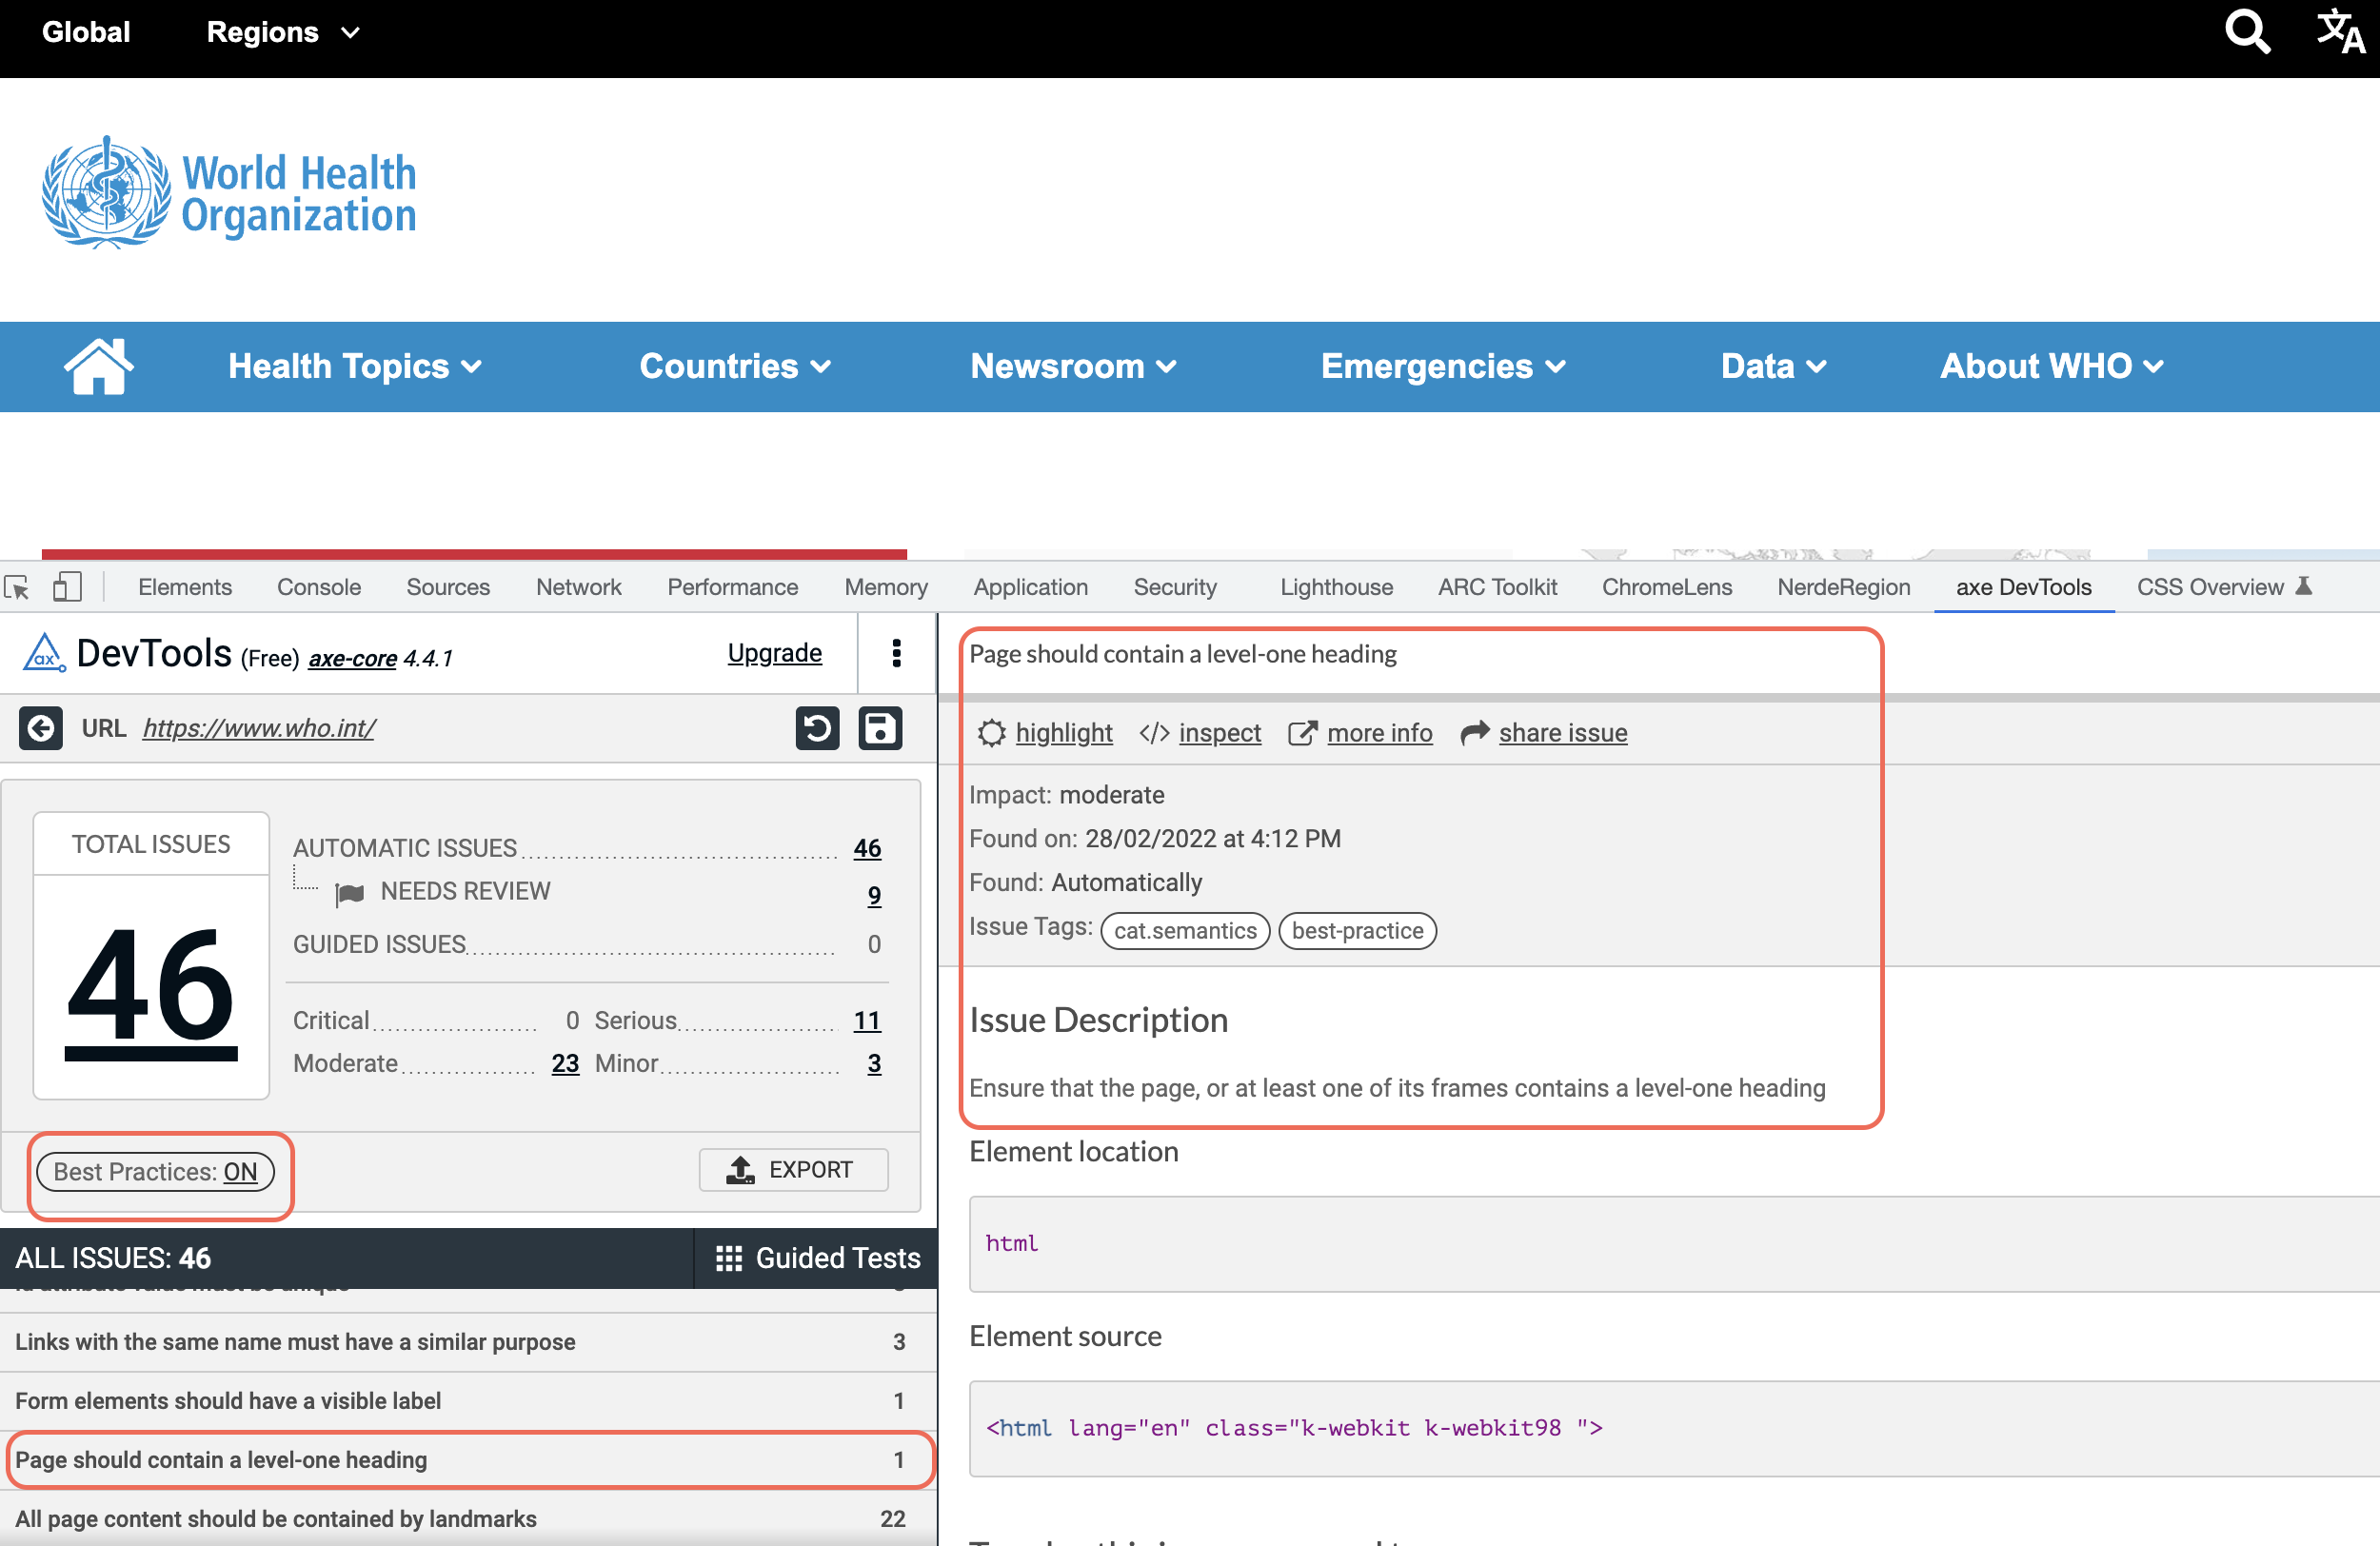 Global Regions
World Health
Organization
Health Topics Countries Newsroom Emergencies Data About WHO
Elements Console Sources Network Performance Memory Application Security Lighthouse ARC Toolkit ChromeLens NerdeRegion axe DevTools CSS Overview
axe DevTools (Free) axe-core 4.4.1 Upgrade
URL https://www.who.int/
TOTAL ISSUES
46
AUTOMATIC ISSUES 46
NEEDS REVIEW 9
GUIDED ISSUES 0
Critical 0 Serious 11
Moderate 23 Minor 3
Best Practices: ON EXPORT
ALL ISSUES: 46 Guided Tests
Links with the same name must have a similar purpose 3
Form elements should have a visible label 1
Page should contain a level-one heading 1
All page content should be contained by landmarks 22
Page should contain a level-one heading
highlight </> inspect more info share issue
Impact: moderate
Found on: 28/02/2022 at 4:12 PM
Found: Automatically
Issue Tags: cat.semantics best-practice
Issue Description
Ensure that the page, or at least one of its frames contains a level-one heading
Element location
html
Element source
<html lang="en" class="k-webkit k-webkit98 ">